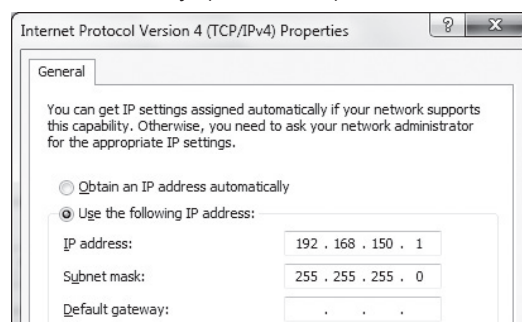 Internet Protocol Version 4 (TCP/IPv4) Properties
General
You can get IP settings assigned automatically if your network supports
this capability. Otherwise, you need to ask your network administrator
for the appropriate IP settings.
Obtain an IP address automatically
Use the following IP address:
IP address: 192 . 168 . 150 . 1
Subnet mask: 255 . 255 . 255 . 0
Default gateway: . . .